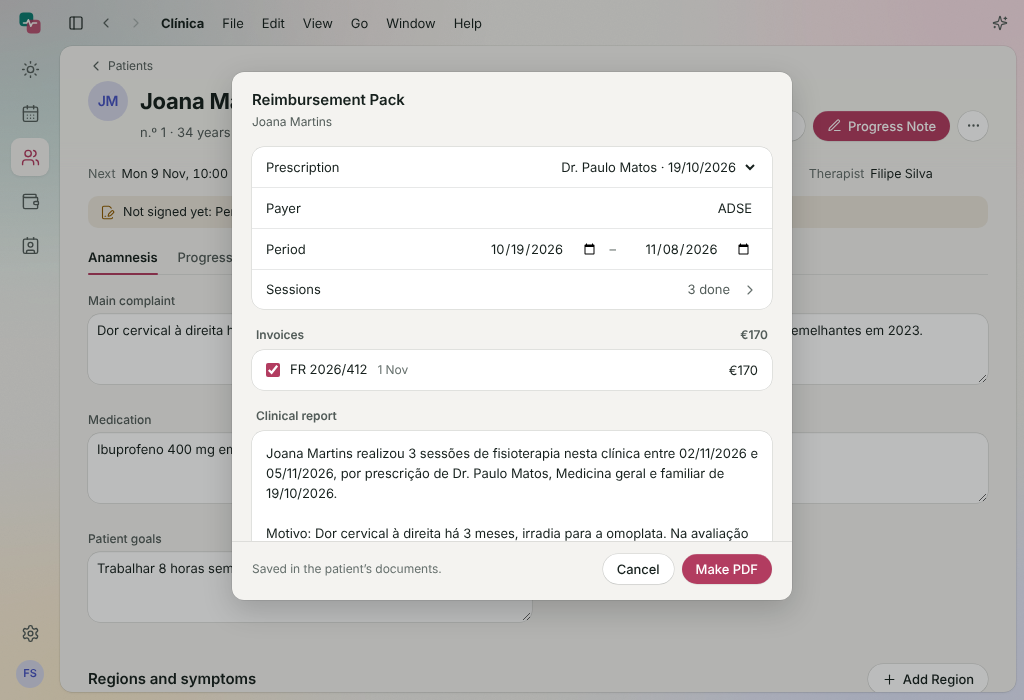 Clínica File Edit View Go Window Help
Patients
JM
Joana Ma
n.º 1 · 34 years
Progress Note
Next Mon 9 Nov, 10:00
Therapist Filipe Silva
Not signed yet:
Anamnesis Progress
Main complaint
Dor cervical à direita
emelhantes em 2023.
Medication
Ibuprofeno 400 mg em
Patient goals
Trabalhar 8 horas sem
Regions and symptoms
Add Region
FS
Reimbursement Pack
Joana Martins
Prescription Dr. Paulo Matos · 19/10/2026
Payer ADSE
Period 10/19/2026 – 11/08/2026
Sessions 3 done
Invoices €170
FR 2026/412 1 Nov €170
Clinical report
Joana Martins realizou 3 sessões de fisioterapia nesta clínica entre 02/11/2026 e
05/11/2026, por prescrição de Dr. Paulo Matos, Medicina geral e familiar de
19/10/2026.
Motivo: Dor cervical à direita há 3 meses, irradia para a omoplata. Na avaliação
Saved in the patient’s documents.
Cancel
Make PDF